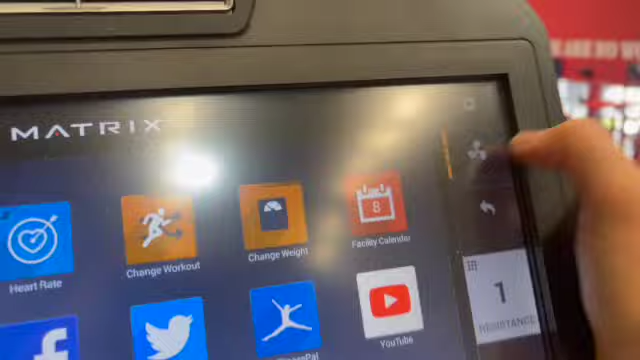 MATRIX
Heart Rate
Change Workout
Change Weight
8
Facility Calendar
YouTube
1
RESISTANCE